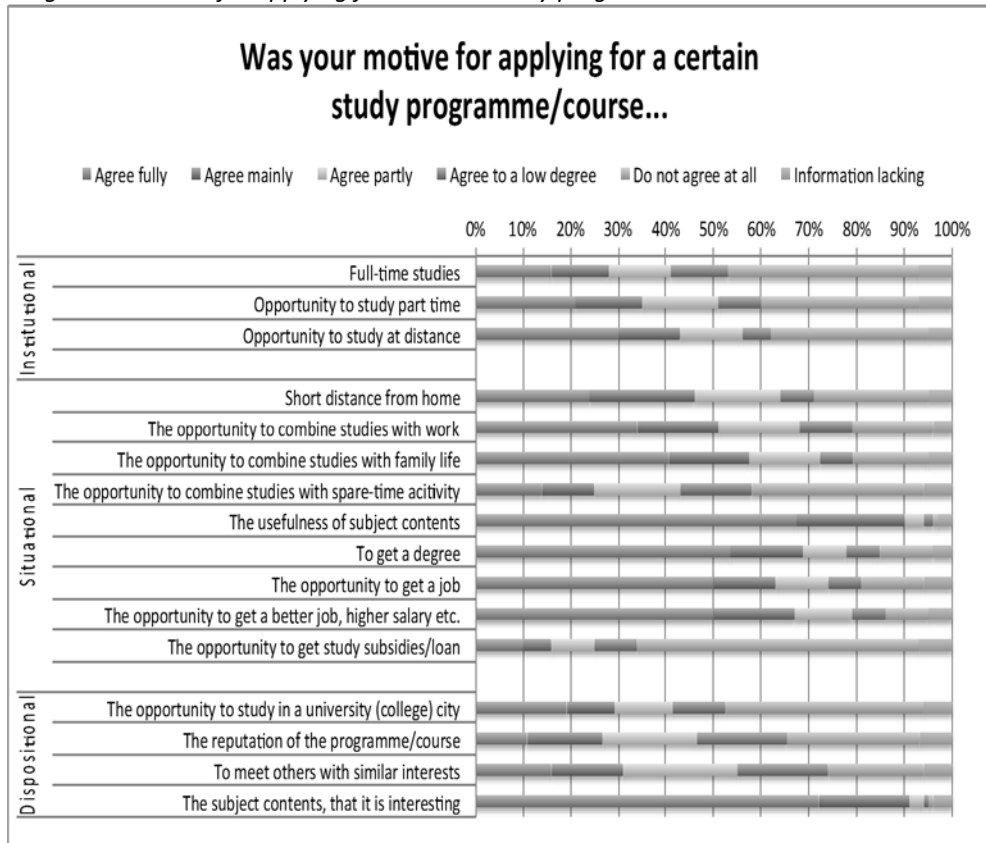 Was your motive for applying for a certain
study programme/course...
Agree fully Agree mainly Agree partly Agree to a low degree Do not agree at all Information lacking
0% 10% 20% 30% 40% 50% 60% 70% 80% 90% 100%
Institutional
Full-time studies
Opportunity to study part time
Opportunity to study at distance
Situational
Short distance from home
The opportunity to combine studies with work
The opportunity to combine studies with family life
The opportunity to combine studies with spare-time acitivity
The usefulness of subject contents
To get a degree
The opportunity to get a job
The opportunity to get a better job, higher salary etc.
The opportunity to get study subsidies/loan
Dispositional
The opportunity to study in a university (college) city
The reputation of the programme/course
To meet others with similar interests
The subject contents, that it is interesting